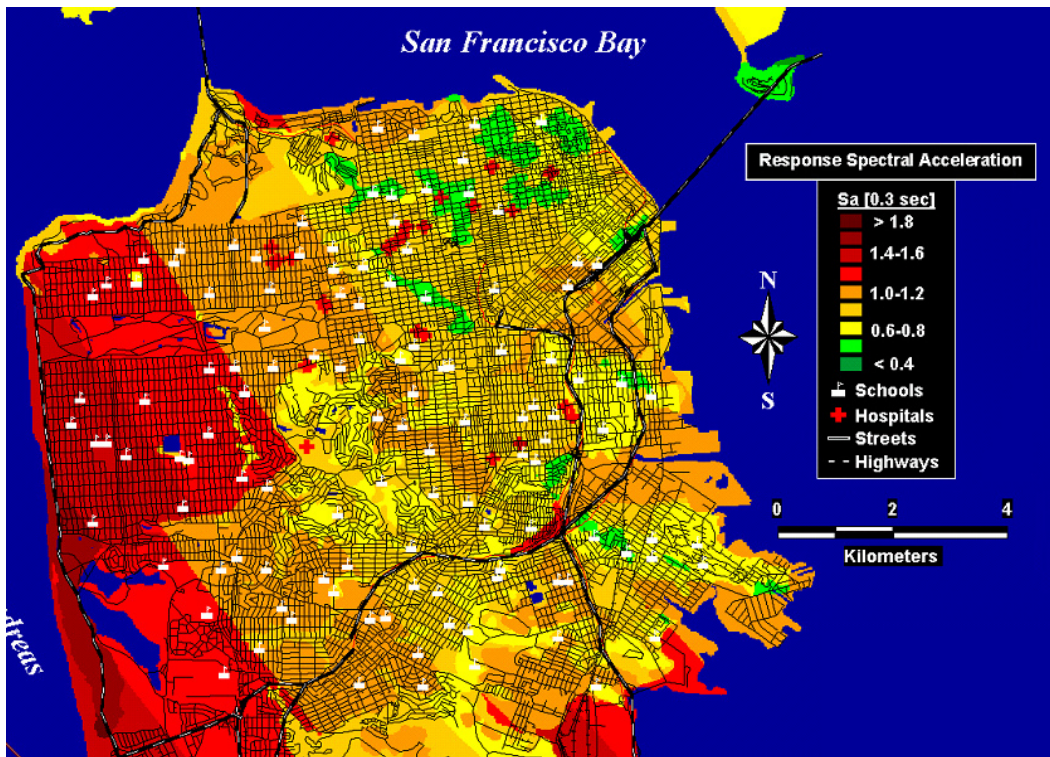 San Francisco Bay
Response Spectral Acceleration
Sa [0.3 sec]
> 1.8
1.4-1.6
1.0-1.2
0.6-0.8
< 0.4
Schools
Hospitals
Streets
Highways
N
S
0 2 4
Kilometers
dreas